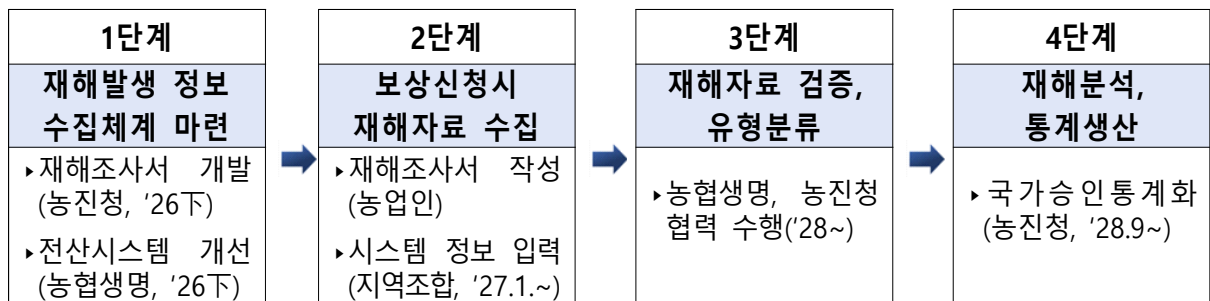 1단계
재해발생 정보
수집체계 마련
▸재해조사서 개발
(농진청, '26下)
▸전산시스템 개선
(농협생명, '26下)
2단계
보상신청시
재해자료 수집
▸재해조사서 작성
(농업인)
▸시스템 정보 입력
(지역조합, '27.1.~)
3단계
재해자료 검증,
유형분류
▸농협생명, 농진청
협력 수행('28~)
4단계
재해분석,
통계생산
▸국가승인통계화
(농진청, '28.9~)